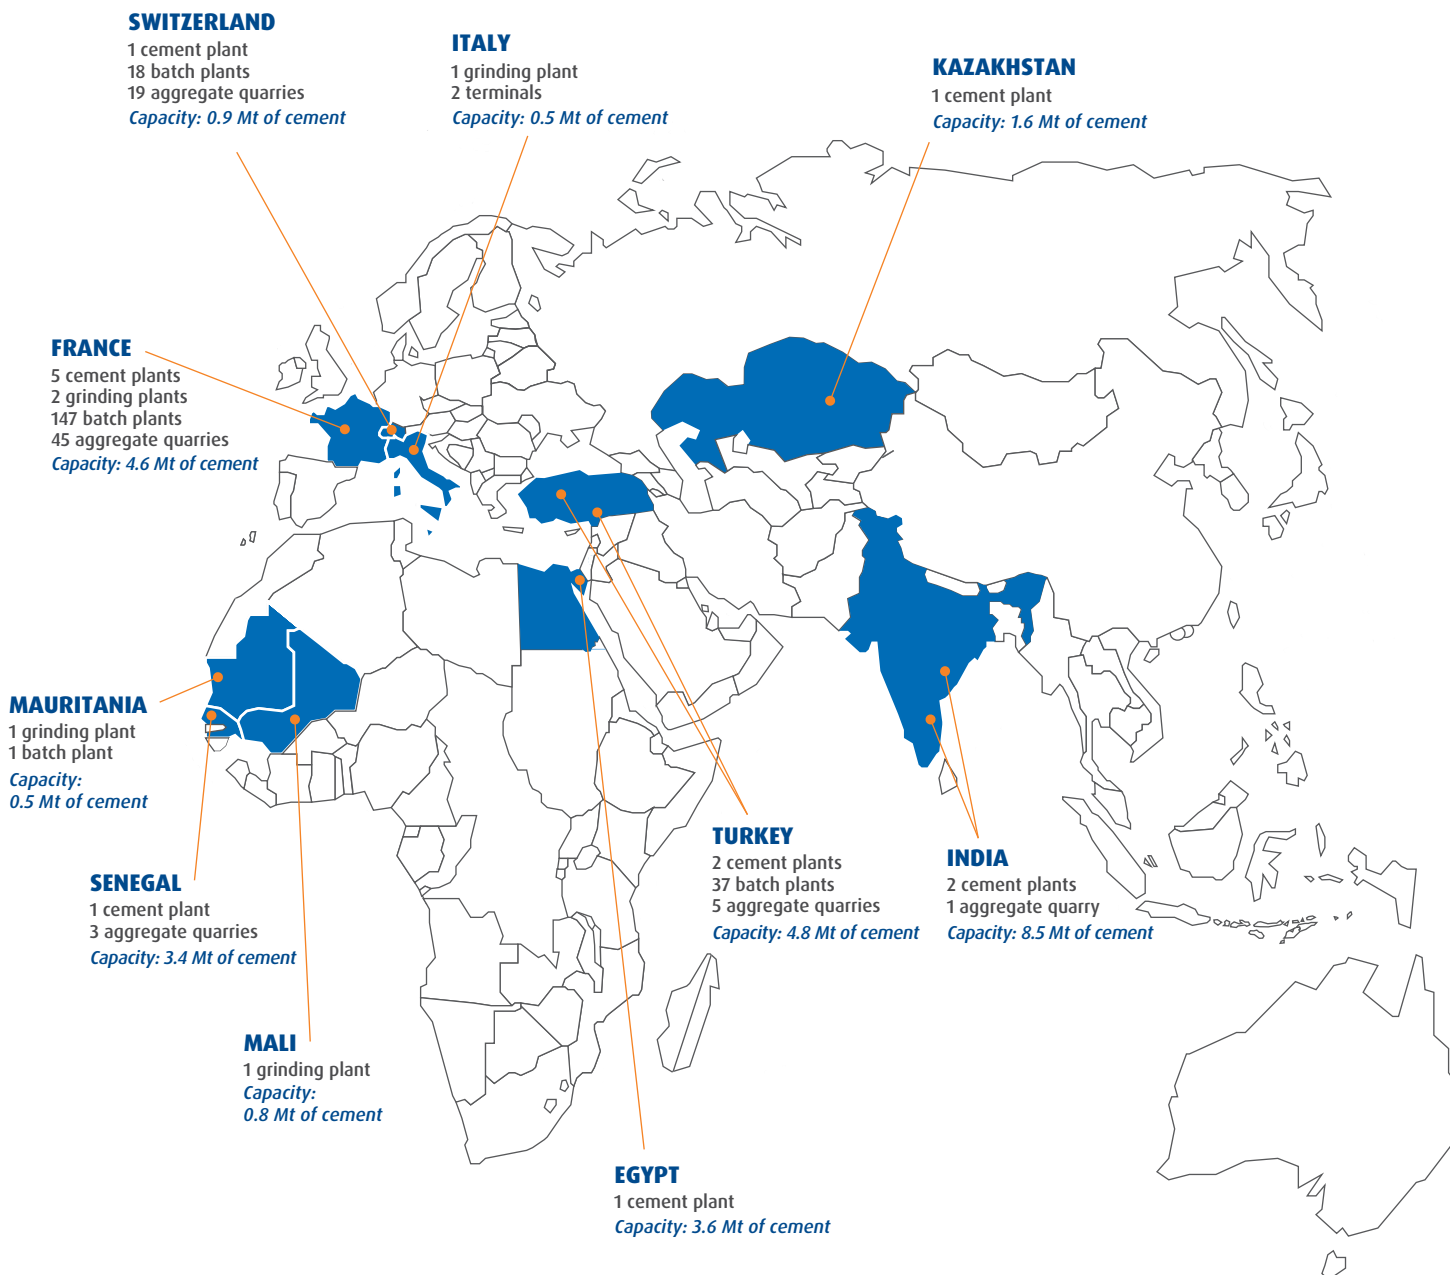 SWITZERLAND
1 cement plant
18 batch plants
19 aggregate quarries
Capacity: 0.9 Mt of cement
ITALY
1 grinding plant
2 terminals
Capacity: 0.5 Mt of cement
KAZAKHSTAN
1 cement plant
Capacity: 1.6 Mt of cement
FRANCE
5 cement plants
2 grinding plants
147 batch plants
45 aggregate quarries
Capacity: 4.6 Mt of cement
MAURITANIA
1 grinding plant
1 batch plant
Capacity:
0.5 Mt of cement
SENEGAL
1 cement plant
3 aggregate quarries
Capacity: 3.4 Mt of cement
TURKEY
2 cement plants
37 batch plants
5 aggregate quarries
Capacity: 4.8 Mt of cement
INDIA
2 cement plants
1 aggregate quarry
Capacity: 8.5 Mt of cement
MALI
1 grinding plant
Capacity:
0.8 Mt of cement
EGYPT
1 cement plant
Capacity: 3.6 Mt of cement